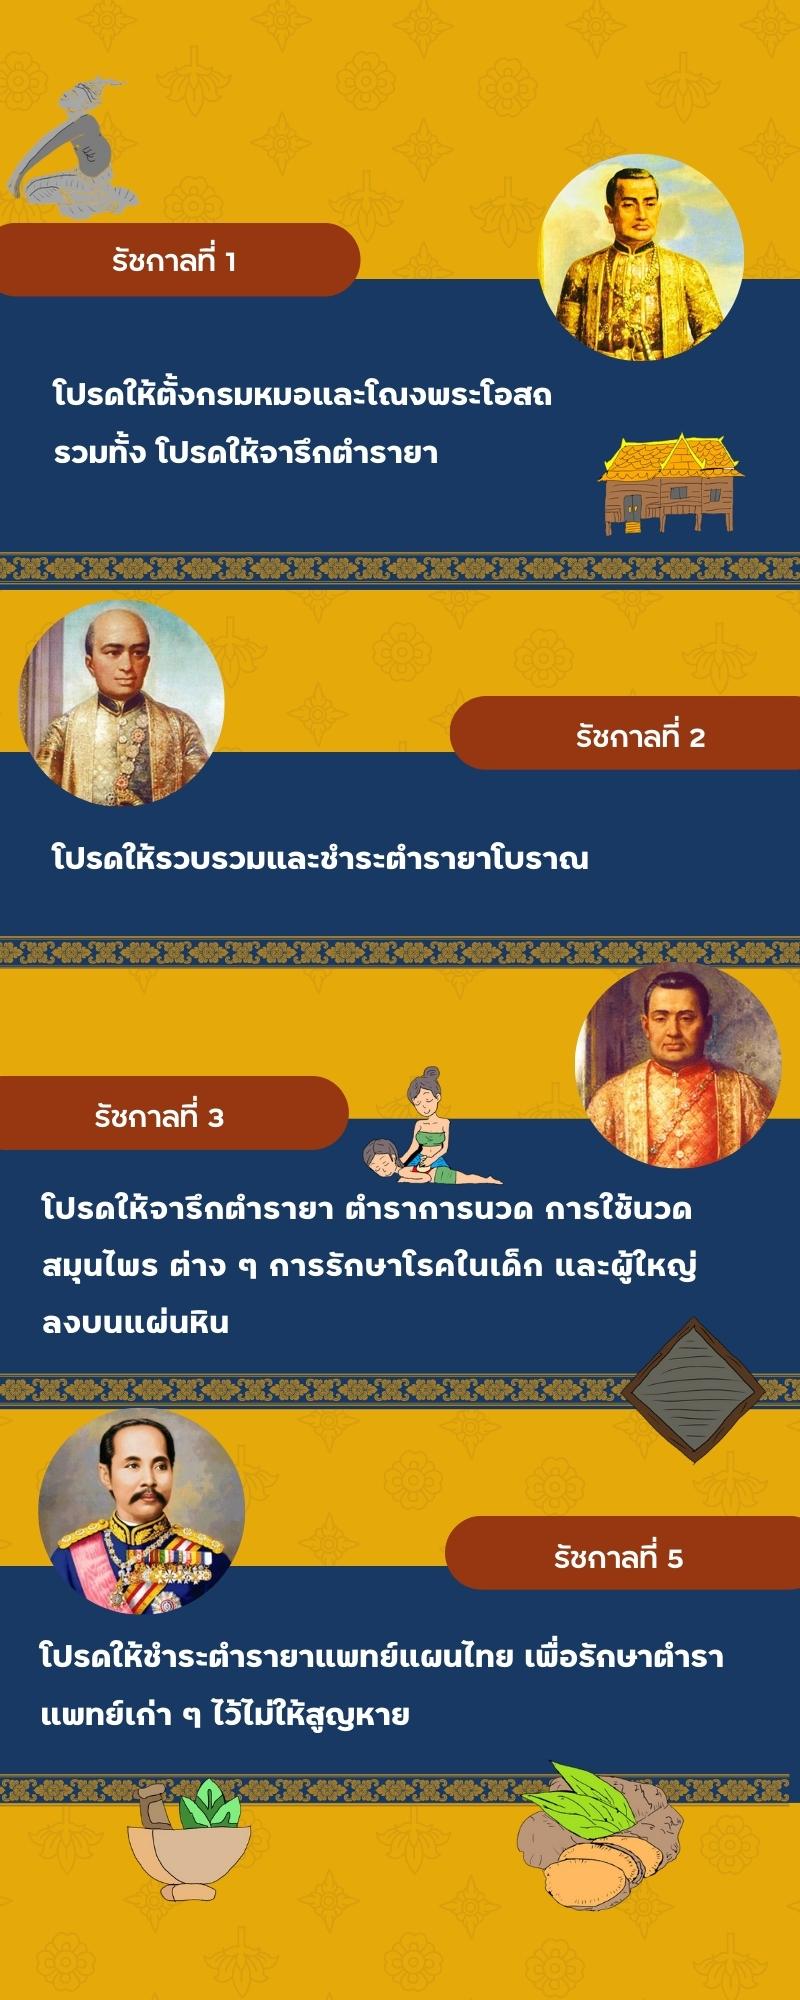 รัชกาลที่ 1
โปรดให้ตั้งกรมหมอและโณงพระโอสถ
รวมทั้ง โปรดให้จารึกตำรายา
รัชกาลที่ 2
โปรดให้รวบรวมและชำระตำรายาโบราณ
รัชกาลที่ 3
โปรดให้จารึกตำรายา ตำราการนวด การใช้นวด
สมุนไพร ต่าง ๆ การรักษาโรคในเด็ก และผู้ใหญ่
ลงบนแผ่นหิน
รัชกาลที่ 5
โปรดให้ชำระตำรายาแพทย์แผนไทย เพื่อรักษาตำรา
แพทย์เก่า ๆ ไว้ไม่ให้สูญหาย